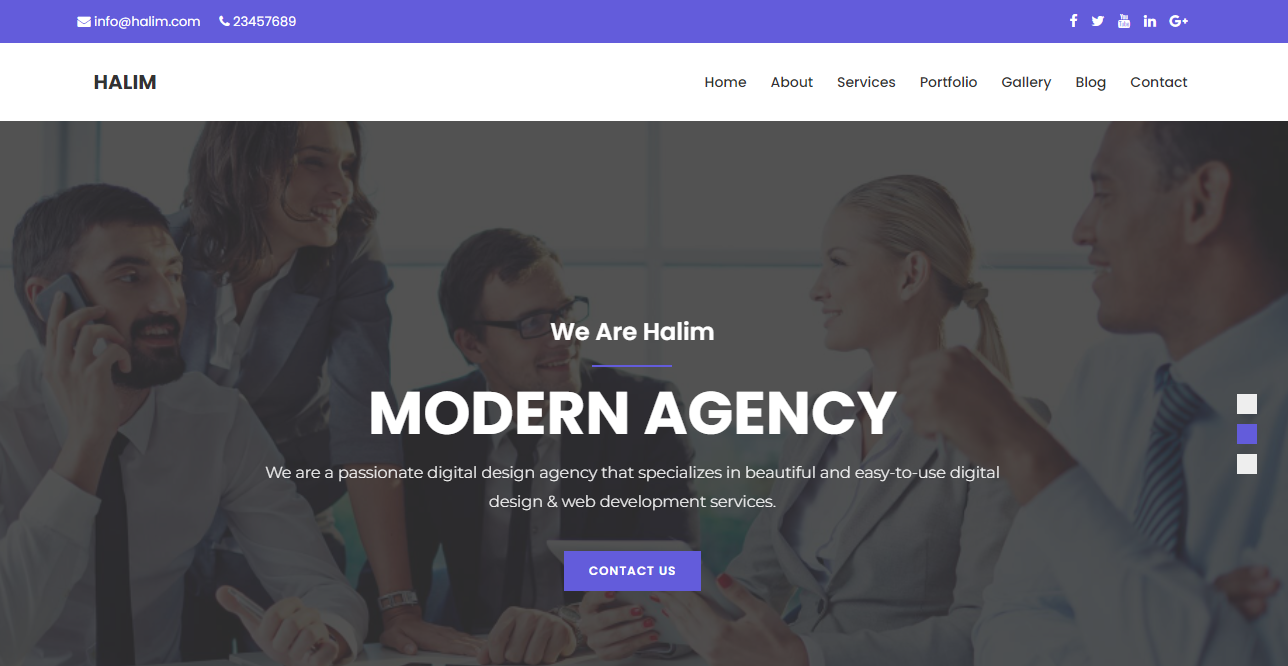 info@halim.com 23457689
HALIM
Home About Services Portfolio Gallery Blog Contact
We Are Halim
MODERN AGENCY
We are a passionate digital design agency that specializes in beautiful and easy-to-use digital
design & web development services.
CONTACT US